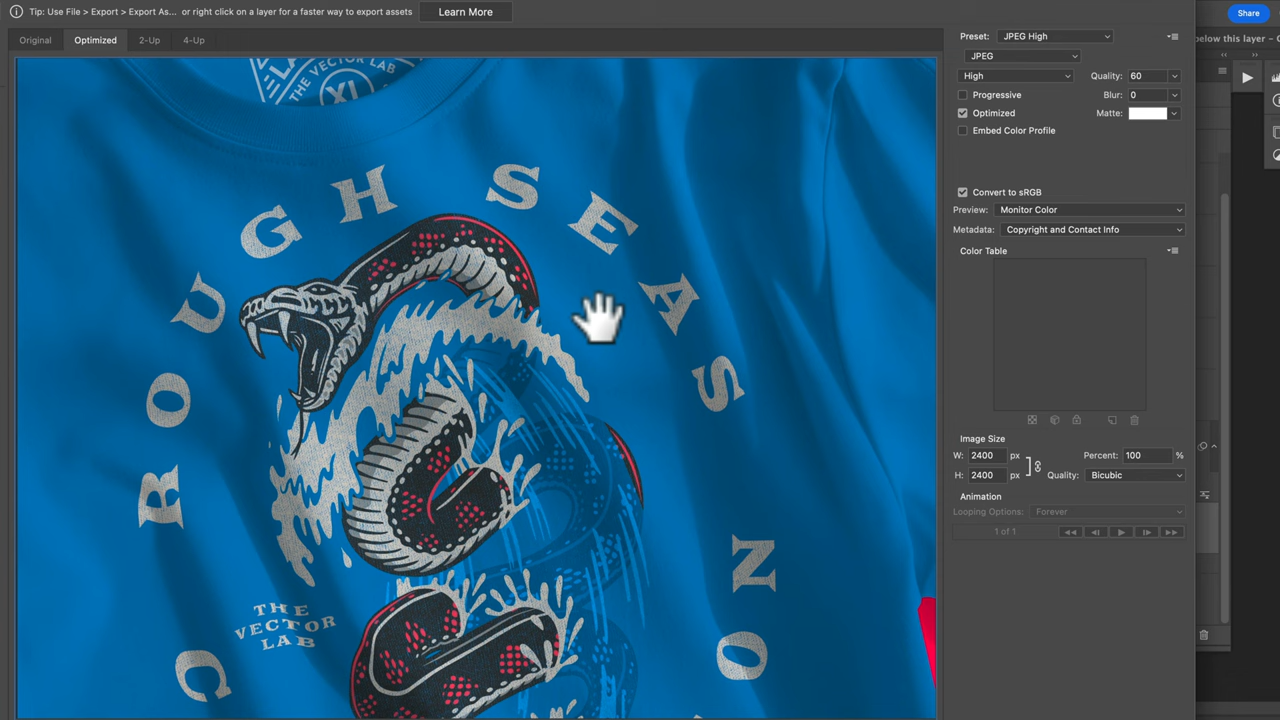 Tip: Use File > Export > Export As... or right click on a layer for a faster way to export assets
Learn More
Share
below this layer –
Original
Optimized
2-Up
4-Up
Preset: JPEG High
JPEG
High
Quality: 60
Progressive
Blur: 0
Optimized
Matte:
Embed Color Profile
Convert to sRGB
Preview: Monitor Color
Metadata: Copyright and Contact Info
Color Table
Image Size
W: 2400 px
Percent: 100 %
H: 2400 px
Quality: Bicubic
Animation
Looping Options: Forever
1 of 1
THE VECTOR LAB
XL
ROUGH SEAS
THE
VECTOR
LAB
C
N
O